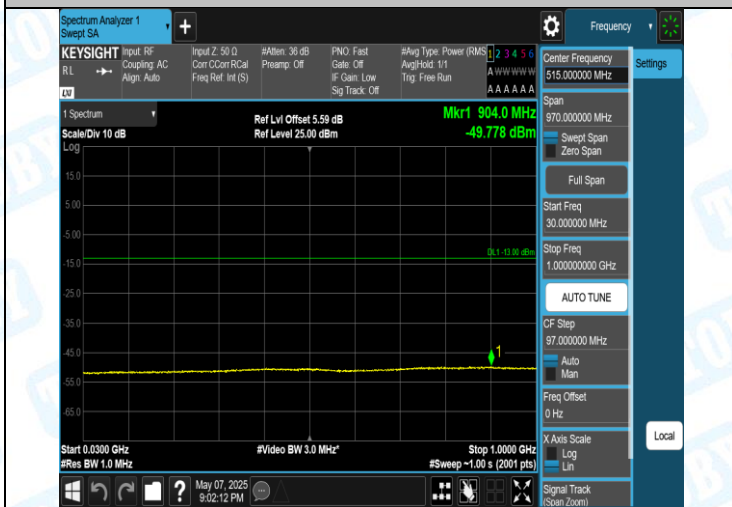 Spectrum Analyzer 1
Swept SA
Frequency
KEYSIGHT
RL
LXI
Input: RF
Coupling: AC
Align: Auto
Input Z: 50 Ω
Corr CCorr RCal
Freq Ref: Int (S)
#Atten: 36 dB
Preamp: Off
PNO: Fast
Gate: Off
IF Gain: Low
Sig Track: Off
#Avg Type: Power (RMS
Avg|Hold: 1/1
Trig: Free Run
1 2 3 4 5 6
A W W W W W
A A A A A A
1 Spectrum
Scale/Div 10 dB
Log
Ref Lvl Offset 5.59 dB
Ref Level 25.00 dBm
Mkr1 904.0 MHz
-49.778 dBm
15.0
5.00
-5.00
-15.0
-25.0
-35.0
-45.0
-55.0
-65.0
DL1 -13.00 dBm
1
Start 0.0300 GHz
#Res BW 1.0 MHz
#Video BW 3.0 MHz*
Stop 1.0000 GHz
#Sweep ~1.00 s (2001 pts)
Center Frequency
515.000000 MHz
Settings
Span
970.000000 MHz
Swept Span
Zero Span
Full Span
Start Freq
30.000000 MHz
Stop Freq
1.000000000 GHz
AUTO TUNE
CF Step
97.000000 MHz
Auto
Man
Freq Offset
0 Hz
X Axis Scale
Log
Lin
Local
Signal Track
(Span Zoom)
?
May 07, 2025
9:02:12 PM